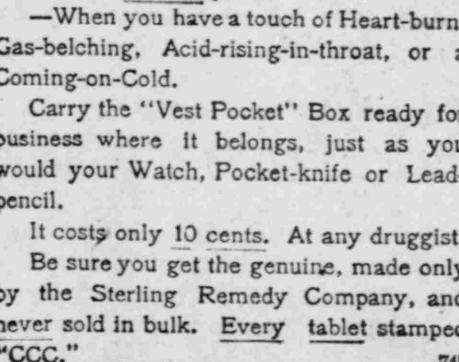 —When you have a touch of Heart-burn
Gas-belching, Acid-rising-in-throat, or a
Coming-on-Cold.
Carry the "Vest Pocket" Box ready for
business where it belongs, just as you
would your Watch, Pocket-knife or Lead
pencil.
It costs only 10 cents. At any druggist
Be sure you get the genuine, made only
by the Sterling Remedy Company, and
never sold in bulk. Every tablet stamped
"CCC."